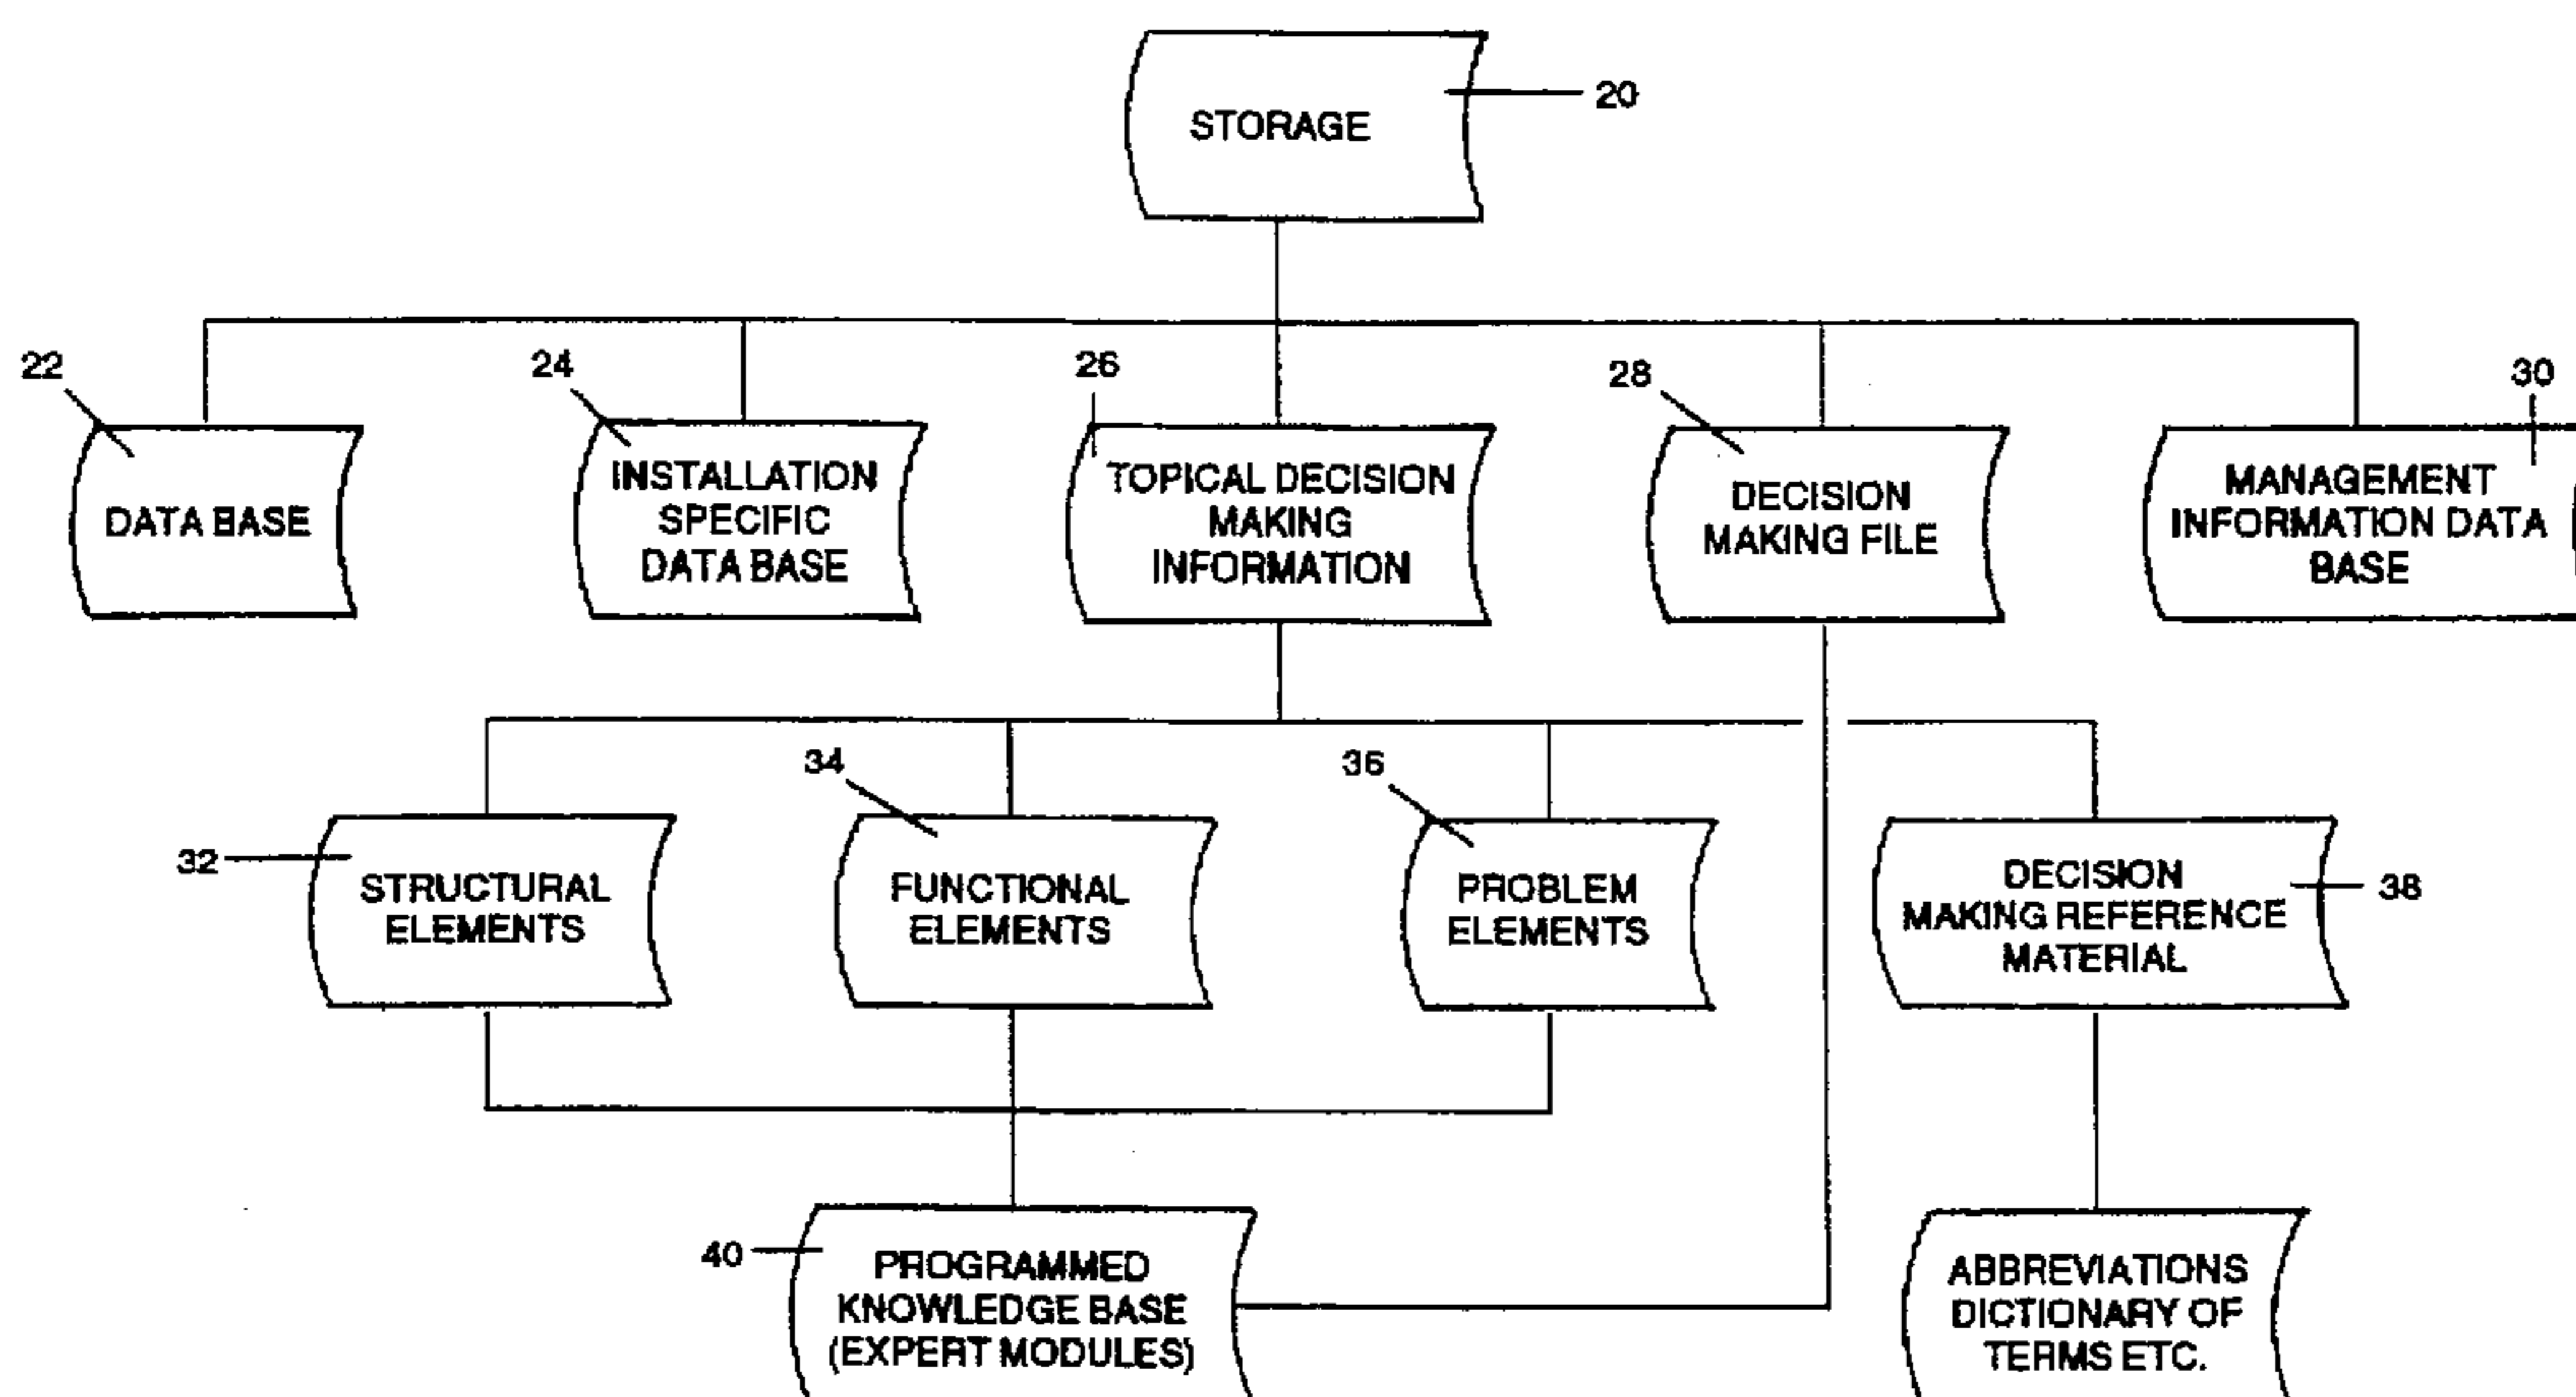 20
STORAGE
22
24
26
28
30
DATA BASE
INSTALLATION
SPECIFIC
DATA BASE
TOPICAL DECISION
MAKING
INFORMATION
DECISION
MAKING FILE
MANAGEMENT
INFORMATION DATA
BASE
32
34
36
38
STRUCTURAL
ELEMENTS
FUNCTIONAL
ELEMENTS
PROBLEM
ELEMENTS
DECISION
MAKING REFERENCE
MATERIAL
40
PROGRAMMED
KNOWLEDGE BASE
(EXPERT MODULES)
ABBREVIATIONS
DICTIONARY OF
TERMS ETC.